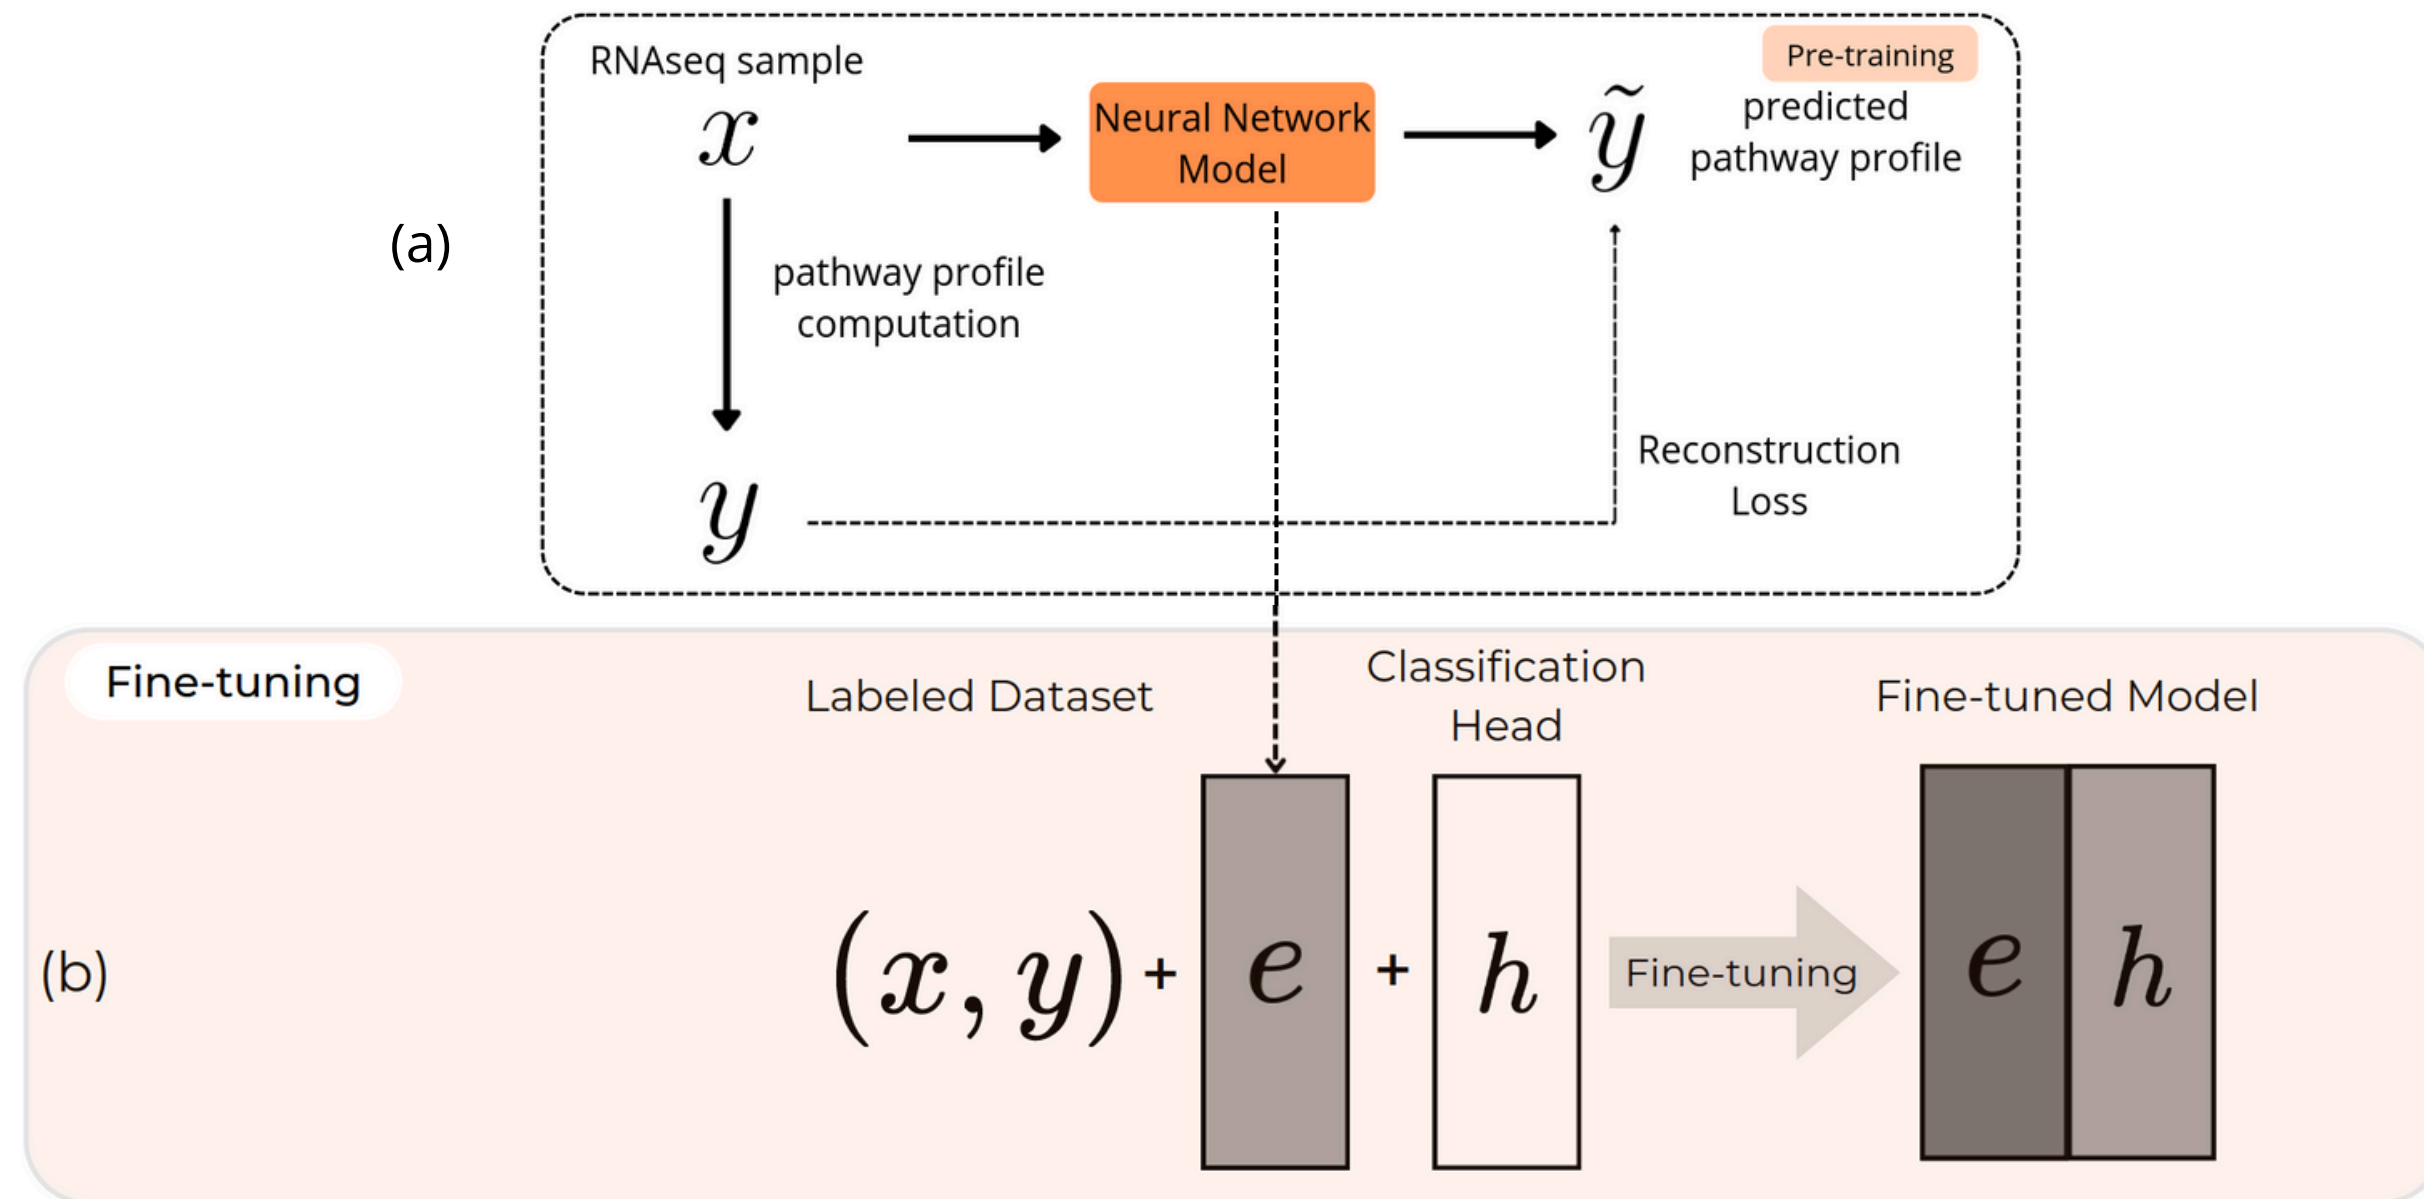 RNAseq sample
Pre-training
x
Neural Network
Model
ỹ
predicted
pathway profile
(a)
pathway profile
computation
y
Reconstruction
Loss
Fine-tuning
Labeled Dataset
Classification
Head
Fine-tuned Model
(b)
(x, y) + e + h
Fine-tuning
e h